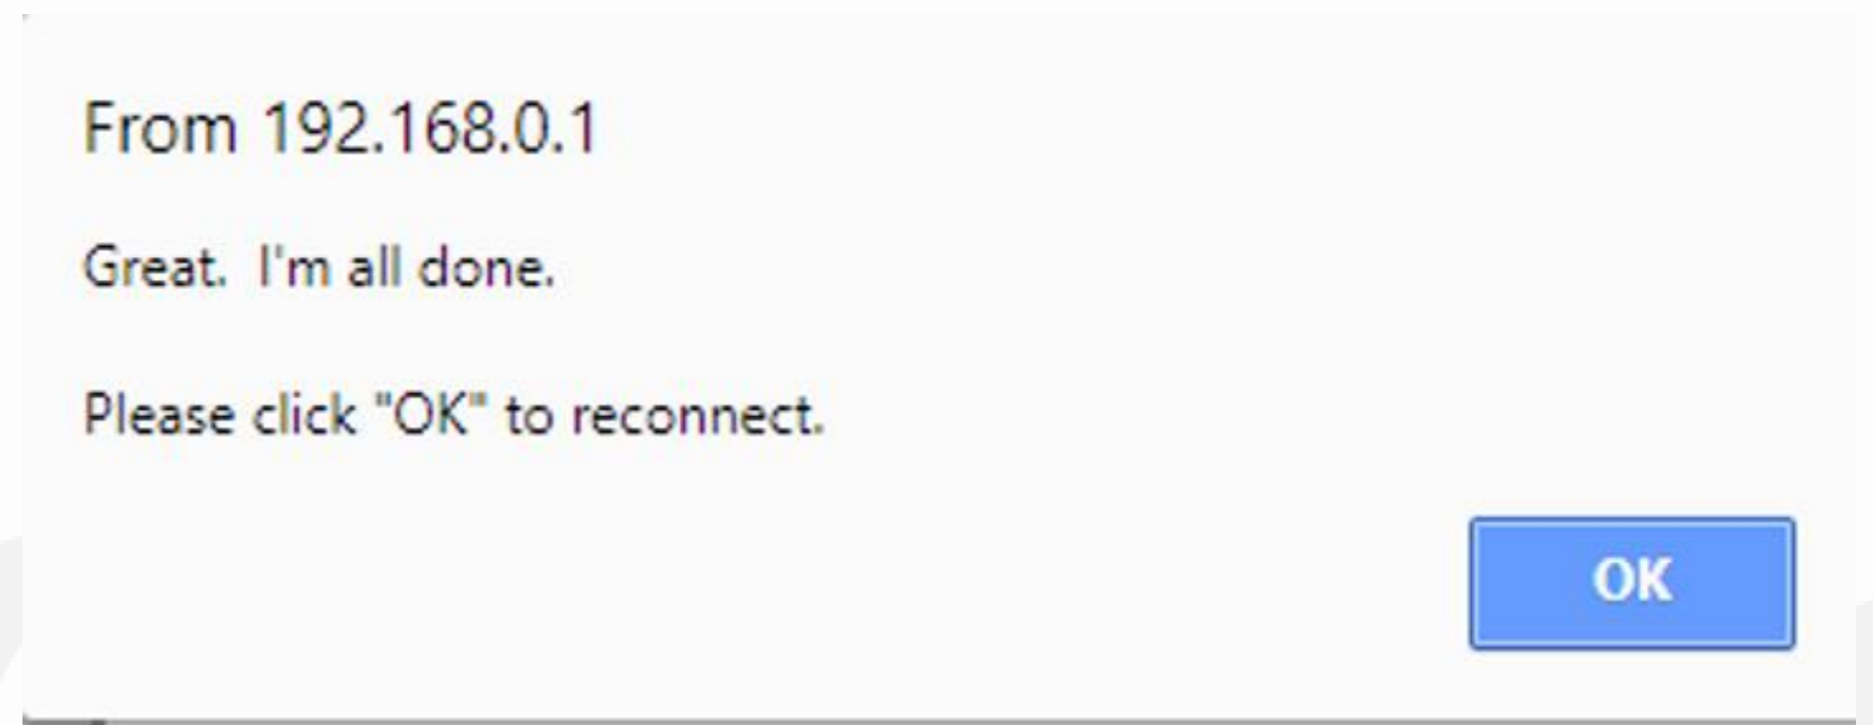 From 192.168.0.1
Great.  I'm all done.
Please click "OK" to reconnect.
OK